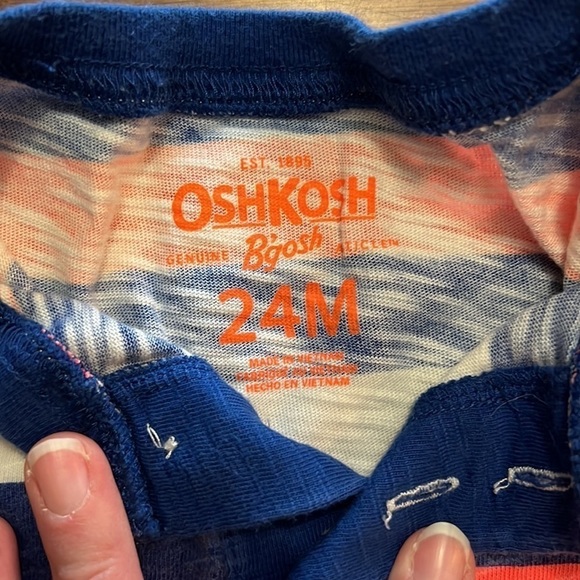 EST. 1895
OSHKOSH
GENUINE B'gosh
24M
MADE IN VIETNAM
HECHO EN VIETNAM